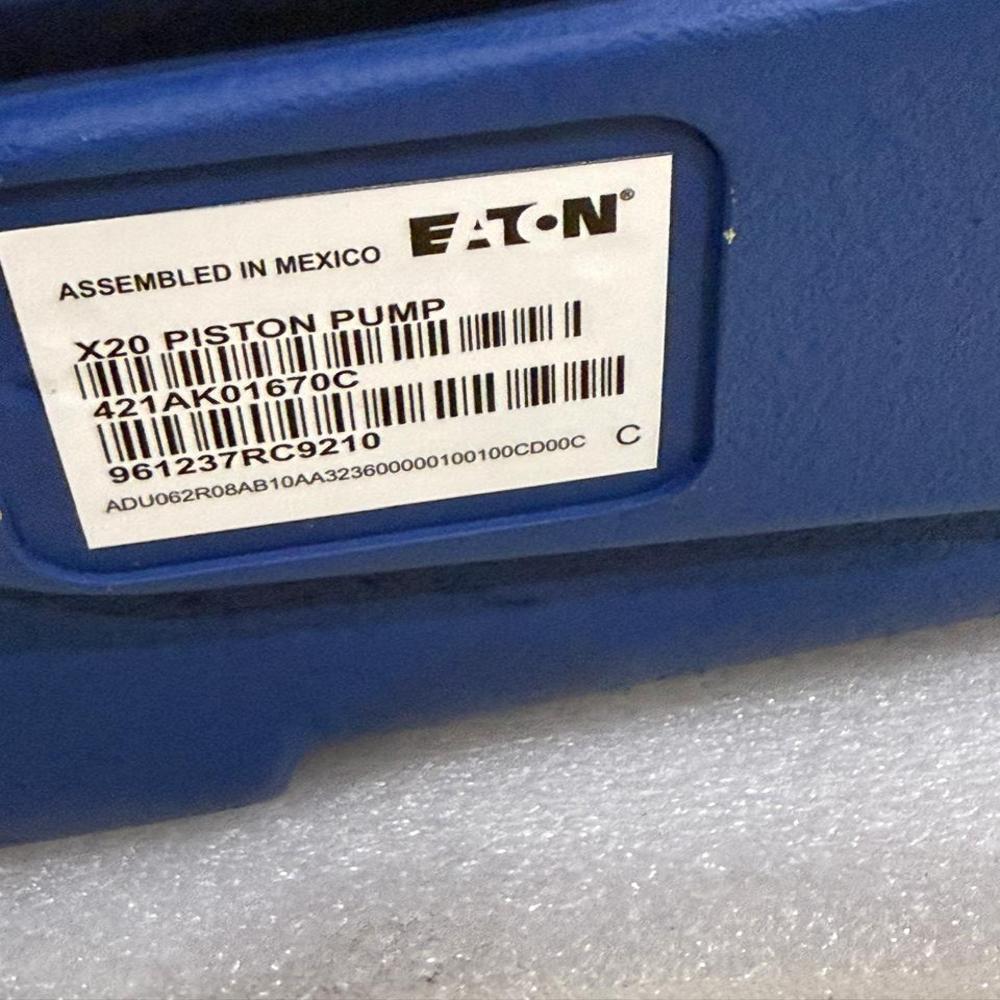 EATON®
ASSEMBLED IN MEXICO
X20 PISTON PUMP
421AK01670C
961237RC9210
ADU062R08AB10AA323600000100100CD00C C